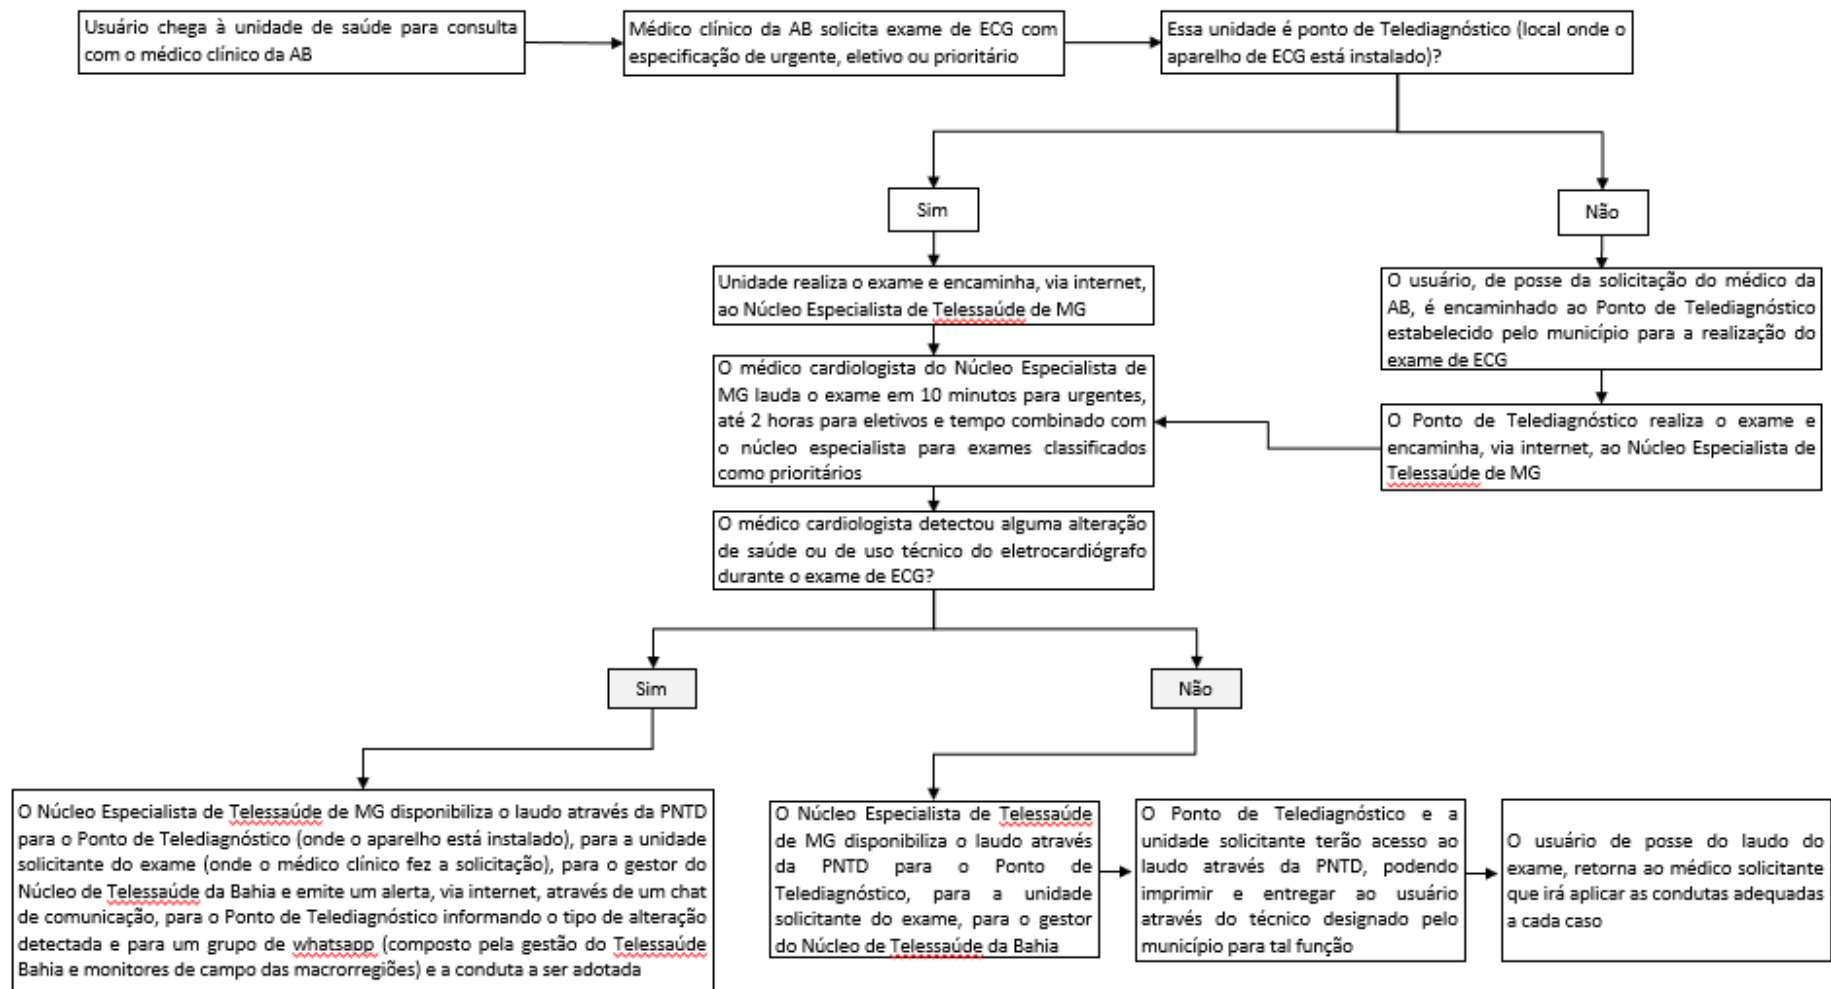 Usuário chega à unidade de saúde para consulta
com o médico clínico da AB
Médico clínico da AB solicita exame de ECG com
especificação de urgente, eletivo ou prioritário
Essa unidade é ponto de Telediagnóstico (local onde o
aparelho de ECG está instalado)?
Sim
Não
Unidade realiza o exame e encaminha, via internet,
ao Núcleo Especialista de Telessaúde de MG
O usuário, de posse da solicitação do médico da
AB, é encaminhado ao Ponto de Telediagnóstico
estabelecido pelo município para a realização do
exame de ECG
O médico cardiologista do Núcleo Especialista de
MG lauda o exame em 10 minutos para urgentes,
até 2 horas para eletivos e tempo combinado com
o núcleo especialista para exames classificados
como prioritários
O Ponto de Telediagnóstico realiza o exame e
encaminha, via internet, ao Núcleo Especialista de
Telessaúde de MG
O médico cardiologista detectou alguma alteração
de saúde ou de uso técnico do eletrocardiógrafo
durante o exame de ECG?
Sim
Não
O Núcleo Especialista de Telessaúde de MG disponibiliza o laudo através da PNTD
para o Ponto de Telediagnóstico (onde o aparelho está instalado), para a unidade
solicitante do exame (onde o médico clínico fez a solicitação), para o gestor do
Núcleo de Telessaúde da Bahia e emite um alerta, via internet, através de um chat
de comunicação, para o Ponto de Telediagnóstico informando o tipo de alteração
detectada e para um grupo de whatsapp (composto pela gestão do Telessaúde
Bahia e monitores de campo das macrorregiões) e a conduta a ser adotada
O Núcleo Especialista de Telessaúde
de MG disponibiliza o laudo através
da PNTD para o Ponto de
Telediagnóstico, para a unidade
solicitante do exame, para o gestor
do Núcleo de Telessaúde da Bahia
O Ponto de Telediagnóstico e a
unidade solicitante terão acesso ao
laudo através da PNTD, podendo
imprimir e entregar ao usuário
através do técnico designado pelo
município para tal função
O usuário de posse do laudo do
exame, retorna ao médico solicitante
que irá aplicar as condutas adequadas
a cada caso